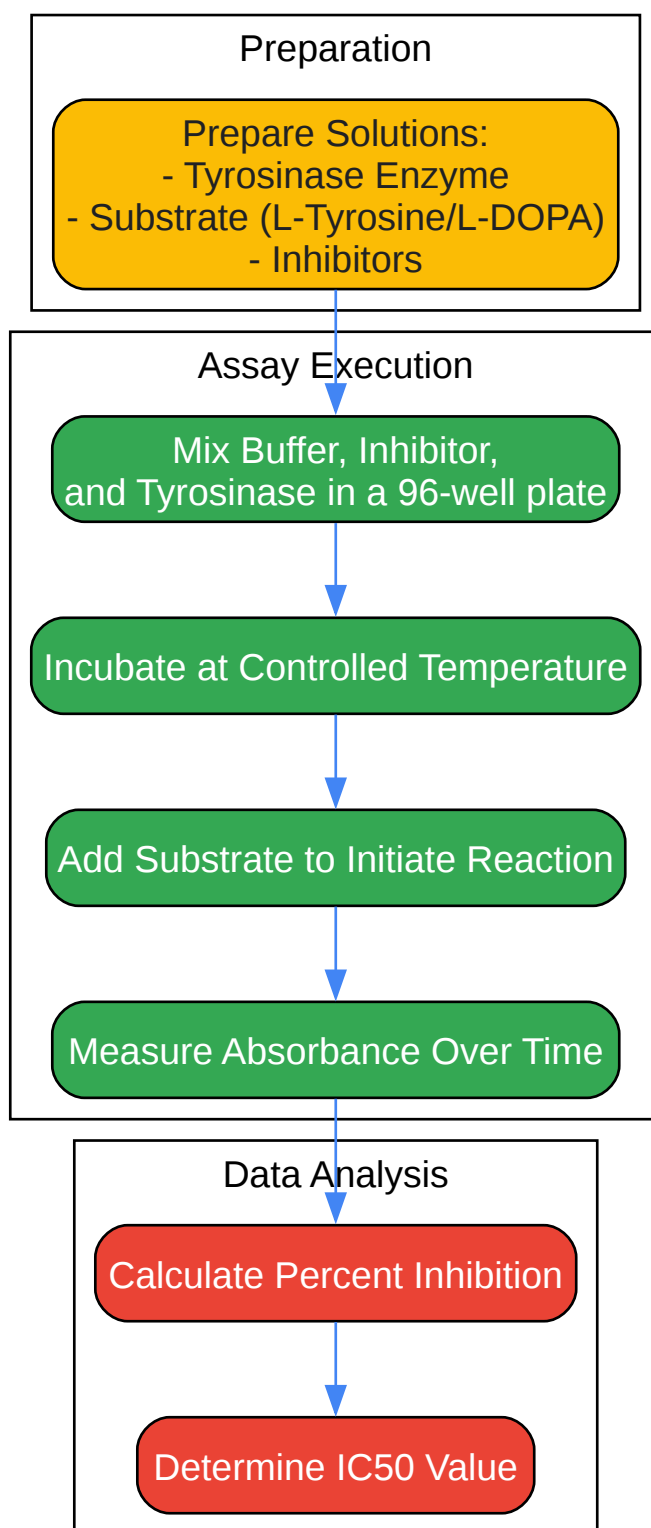 Preparation
Prepare Solutions:
- Tyrosinase Enzyme
- Substrate (L-Tyrosine/L-DOPA)
- Inhibitors
Assay Execution
Mix Buffer, Inhibitor,
and Tyrosinase in a 96-well plate
Incubate at Controlled Temperature
Add Substrate to Initiate Reaction
Measure Absorbance Over Time
Data Analysis
Calculate Percent Inhibition
Determine IC50 Value